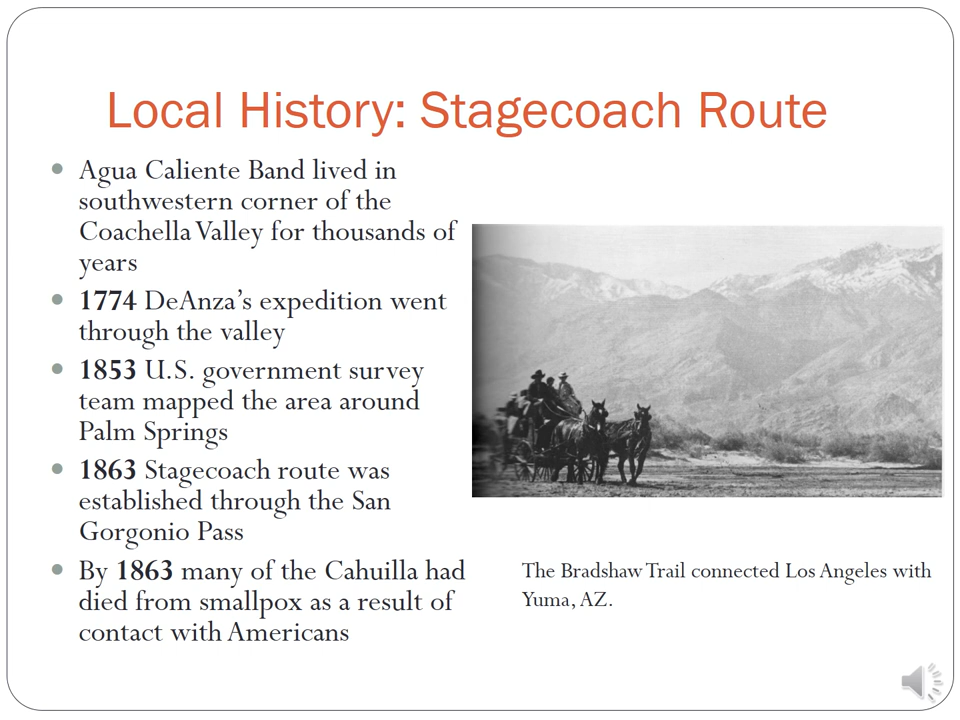 Local History: Stagecoach Route
Agua Caliente Band lived in
southwestern corner of the
Coachella Valley for thousands of
years
1774 DeAnza's expedition went
through the valley
1853 U.S. government survey
team mapped the area around
Palm Springs
1863 Stagecoach route was
established through the San
Gorgonio Pass
By 1863 many of the Cahuilla had
died from smallpox as a result of
contact with Americans
The Bradshaw Trail connected Los Angeles with
Yuma, AZ.